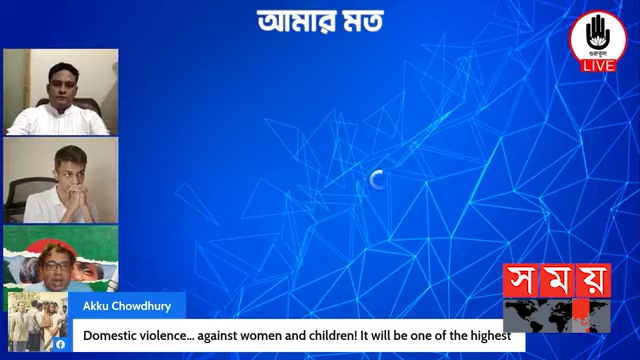 আমার মত
গুরুকুল
LIVE
সময়
Akku Chowdhury
Domestic violence... against women and children! It will be one of the highest